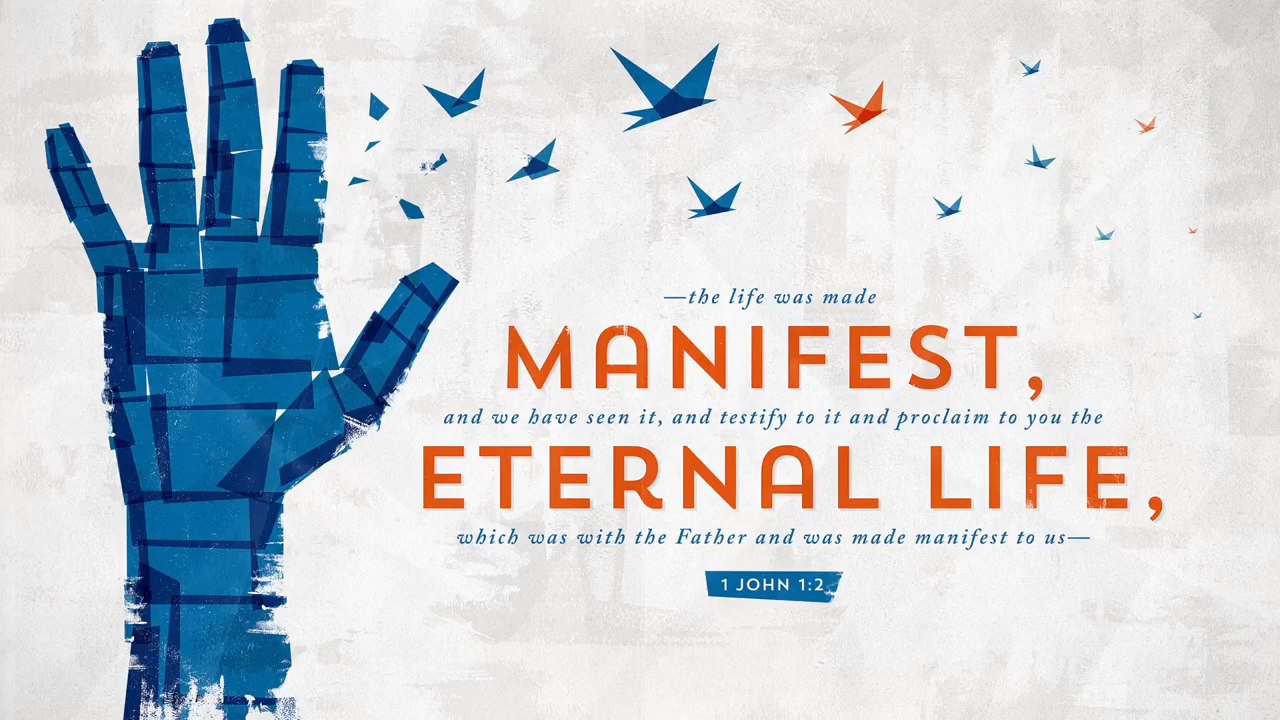 —the life was made
MANIFEST,
and we have seen it, and testify to it and proclaim to you the
ETERNAL LIFE,
which was with the Father and was made manifest to us—
1 JOHN 1:2